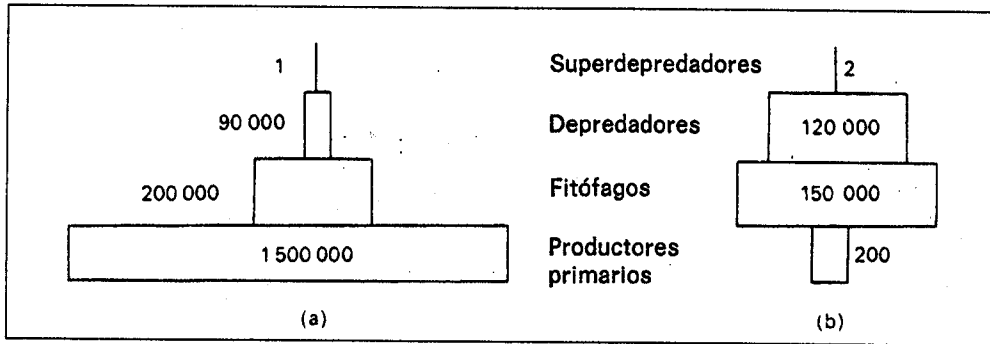 1
Superdepredadores
2
90 000
Depredadores
120 000
200 000
Fitófagos
150 000
1 500 000
Productores
primarios
200
(a)
(b)